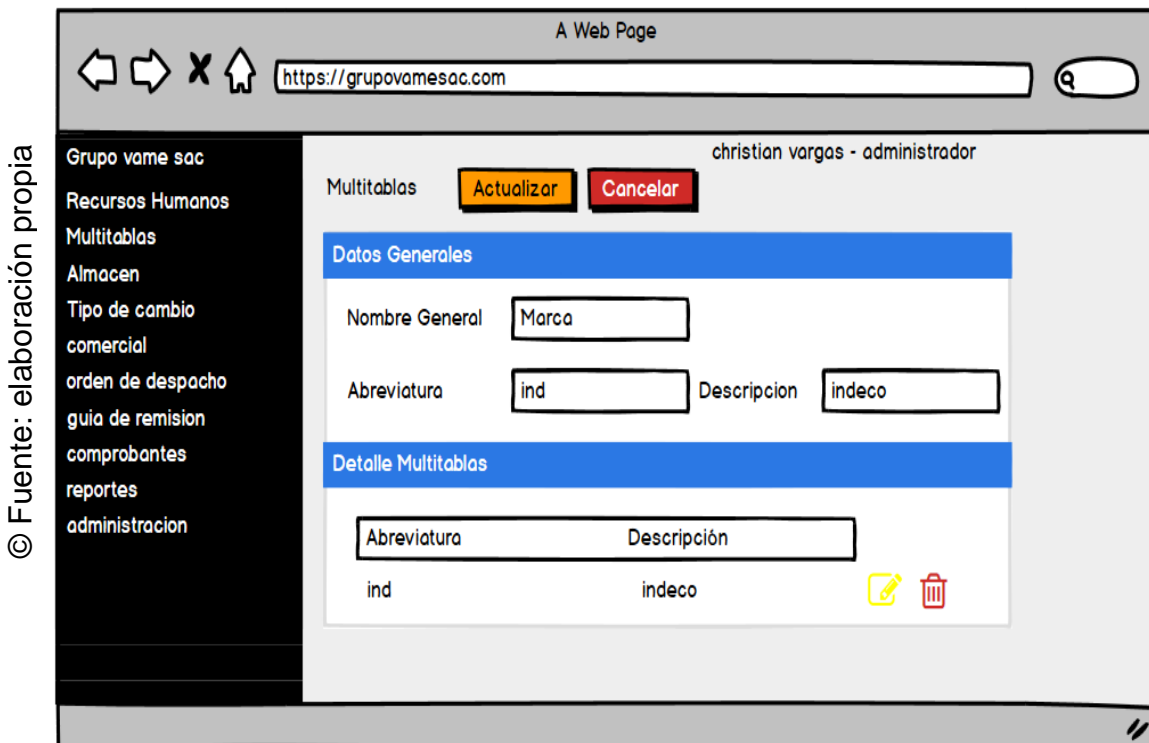 A Web Page
https://grupovamesac.com
© Fuente: elaboración propia
Grupo vame sac
Recursos Humanos
Multitablas
Almacen
Tipo de cambio
comercial
orden de despacho
guia de remision
comprobantes
reportes
administracion
christian vargas - administrador
Multitablas Actualizar Cancelar
Datos Generales
Nombre General Marca
Abreviatura ind Descripcion indeco
Detalle Multitablas
Abreviatura Descripción
ind indeco